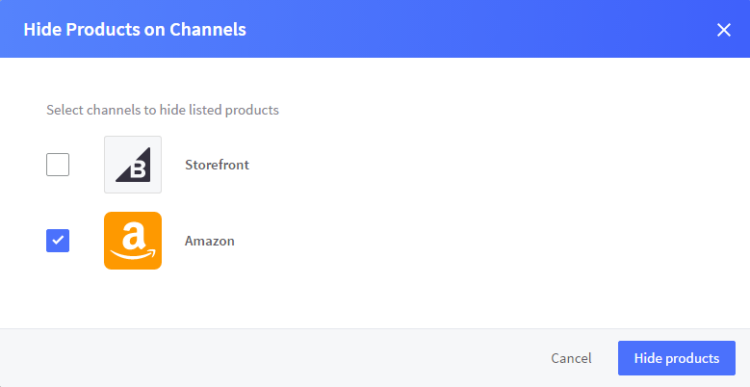 Hide Products on Channels
Select channels to hide listed products
B
Storefront
a
Amazon
Cancel
Hide products